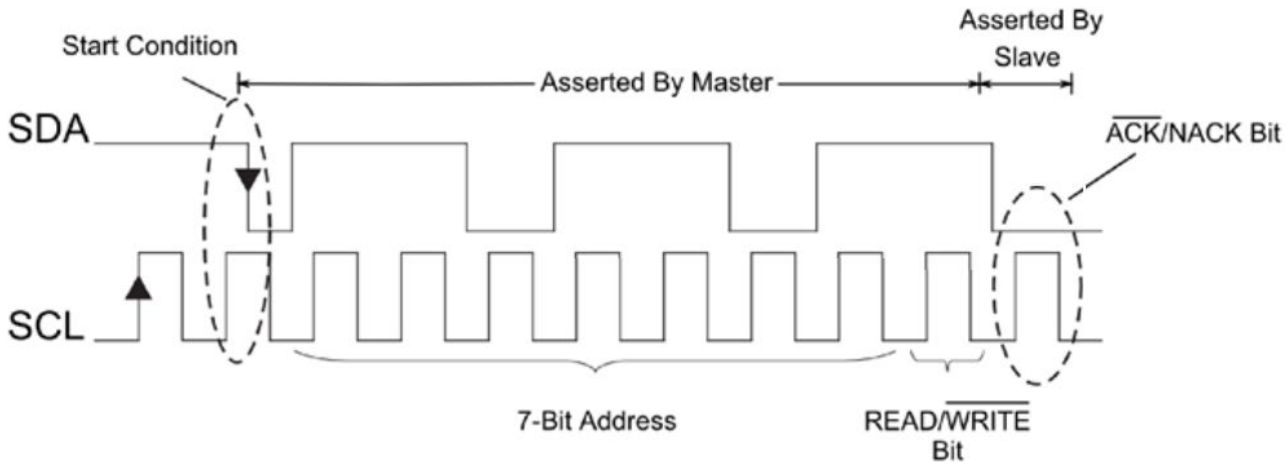 Start Condition
Asserted By
Slave
Asserted By Master
SDA
ACK/NACK Bit
SCL
7-Bit Address
READ/WRITE
Bit